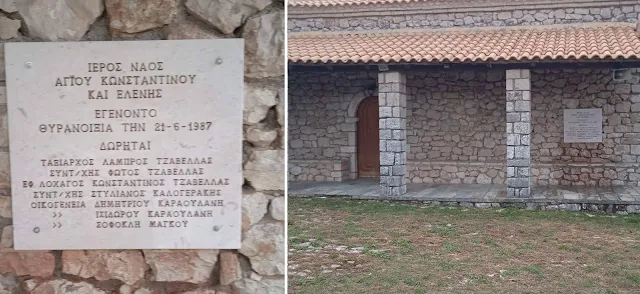 ΙΕΡΟΣ ΝΑΟΣ
ΑΓΙΟΥ ΚΩΝΣΤΑΝΤΙΝΟΥ
ΚΑΙ ΕΛΕΝΗΣ
ΕΓΕΝΟΝΤΟ
ΘΥΡΑΝΟΙΞΙΑ ΤΗΝ 21-6-1987
ΔΩΡΗΤΑΙ
ΤΑΞΙΑΡΧΟΣ ΛΑΜΠΡΟΣ ΤΖΑΒΕΛΛΑΣ
ΣΥΝΤ/ΧΗΣ ΦΩΤΟΣ ΤΖΑΒΕΛΛΑΣ
ΕΦ. ΛΟΧΑΓΟΣ ΚΩΝΣΤΑΝΤΙΝΟΣ ΤΖΑΒΕΛΛΑΣ
ΣΥΝΤ/ΧΗΣ ΣΤΥΛΙΑΝΟΣ ΚΑΛΟΓΕΡΑΚΗΣ
ΟΙΚΟΓΕΝΕΙΑ ΔΗΜΗΤΡΙΟΥ ΚΑΡΑΟΥΛΑΝΗ
>> ΙΣΙΔΩΡΟΥ ΚΑΡΑΟΥΛΑΝΗ
>> ΣΟΦΟΚΛΗ ΜΑΓΚΟΥ